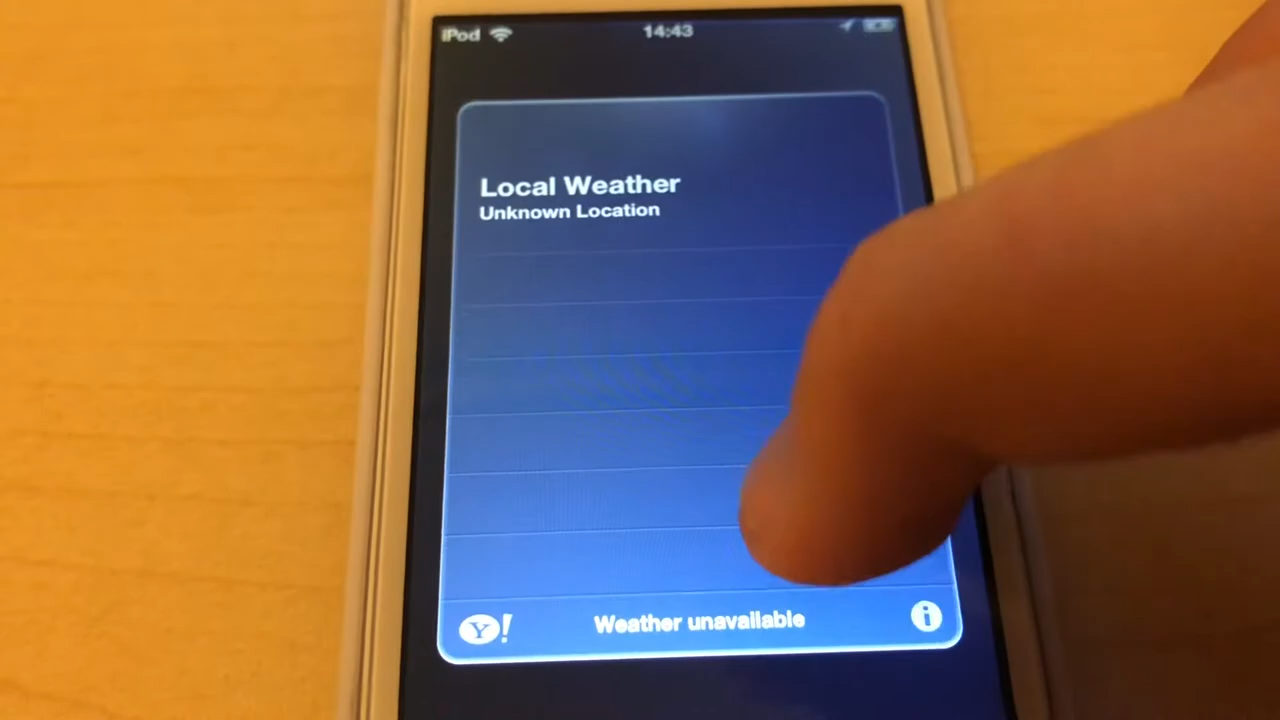 iPod
14:43
Local Weather
Unknown Location
Y!
Weather unavailable
i